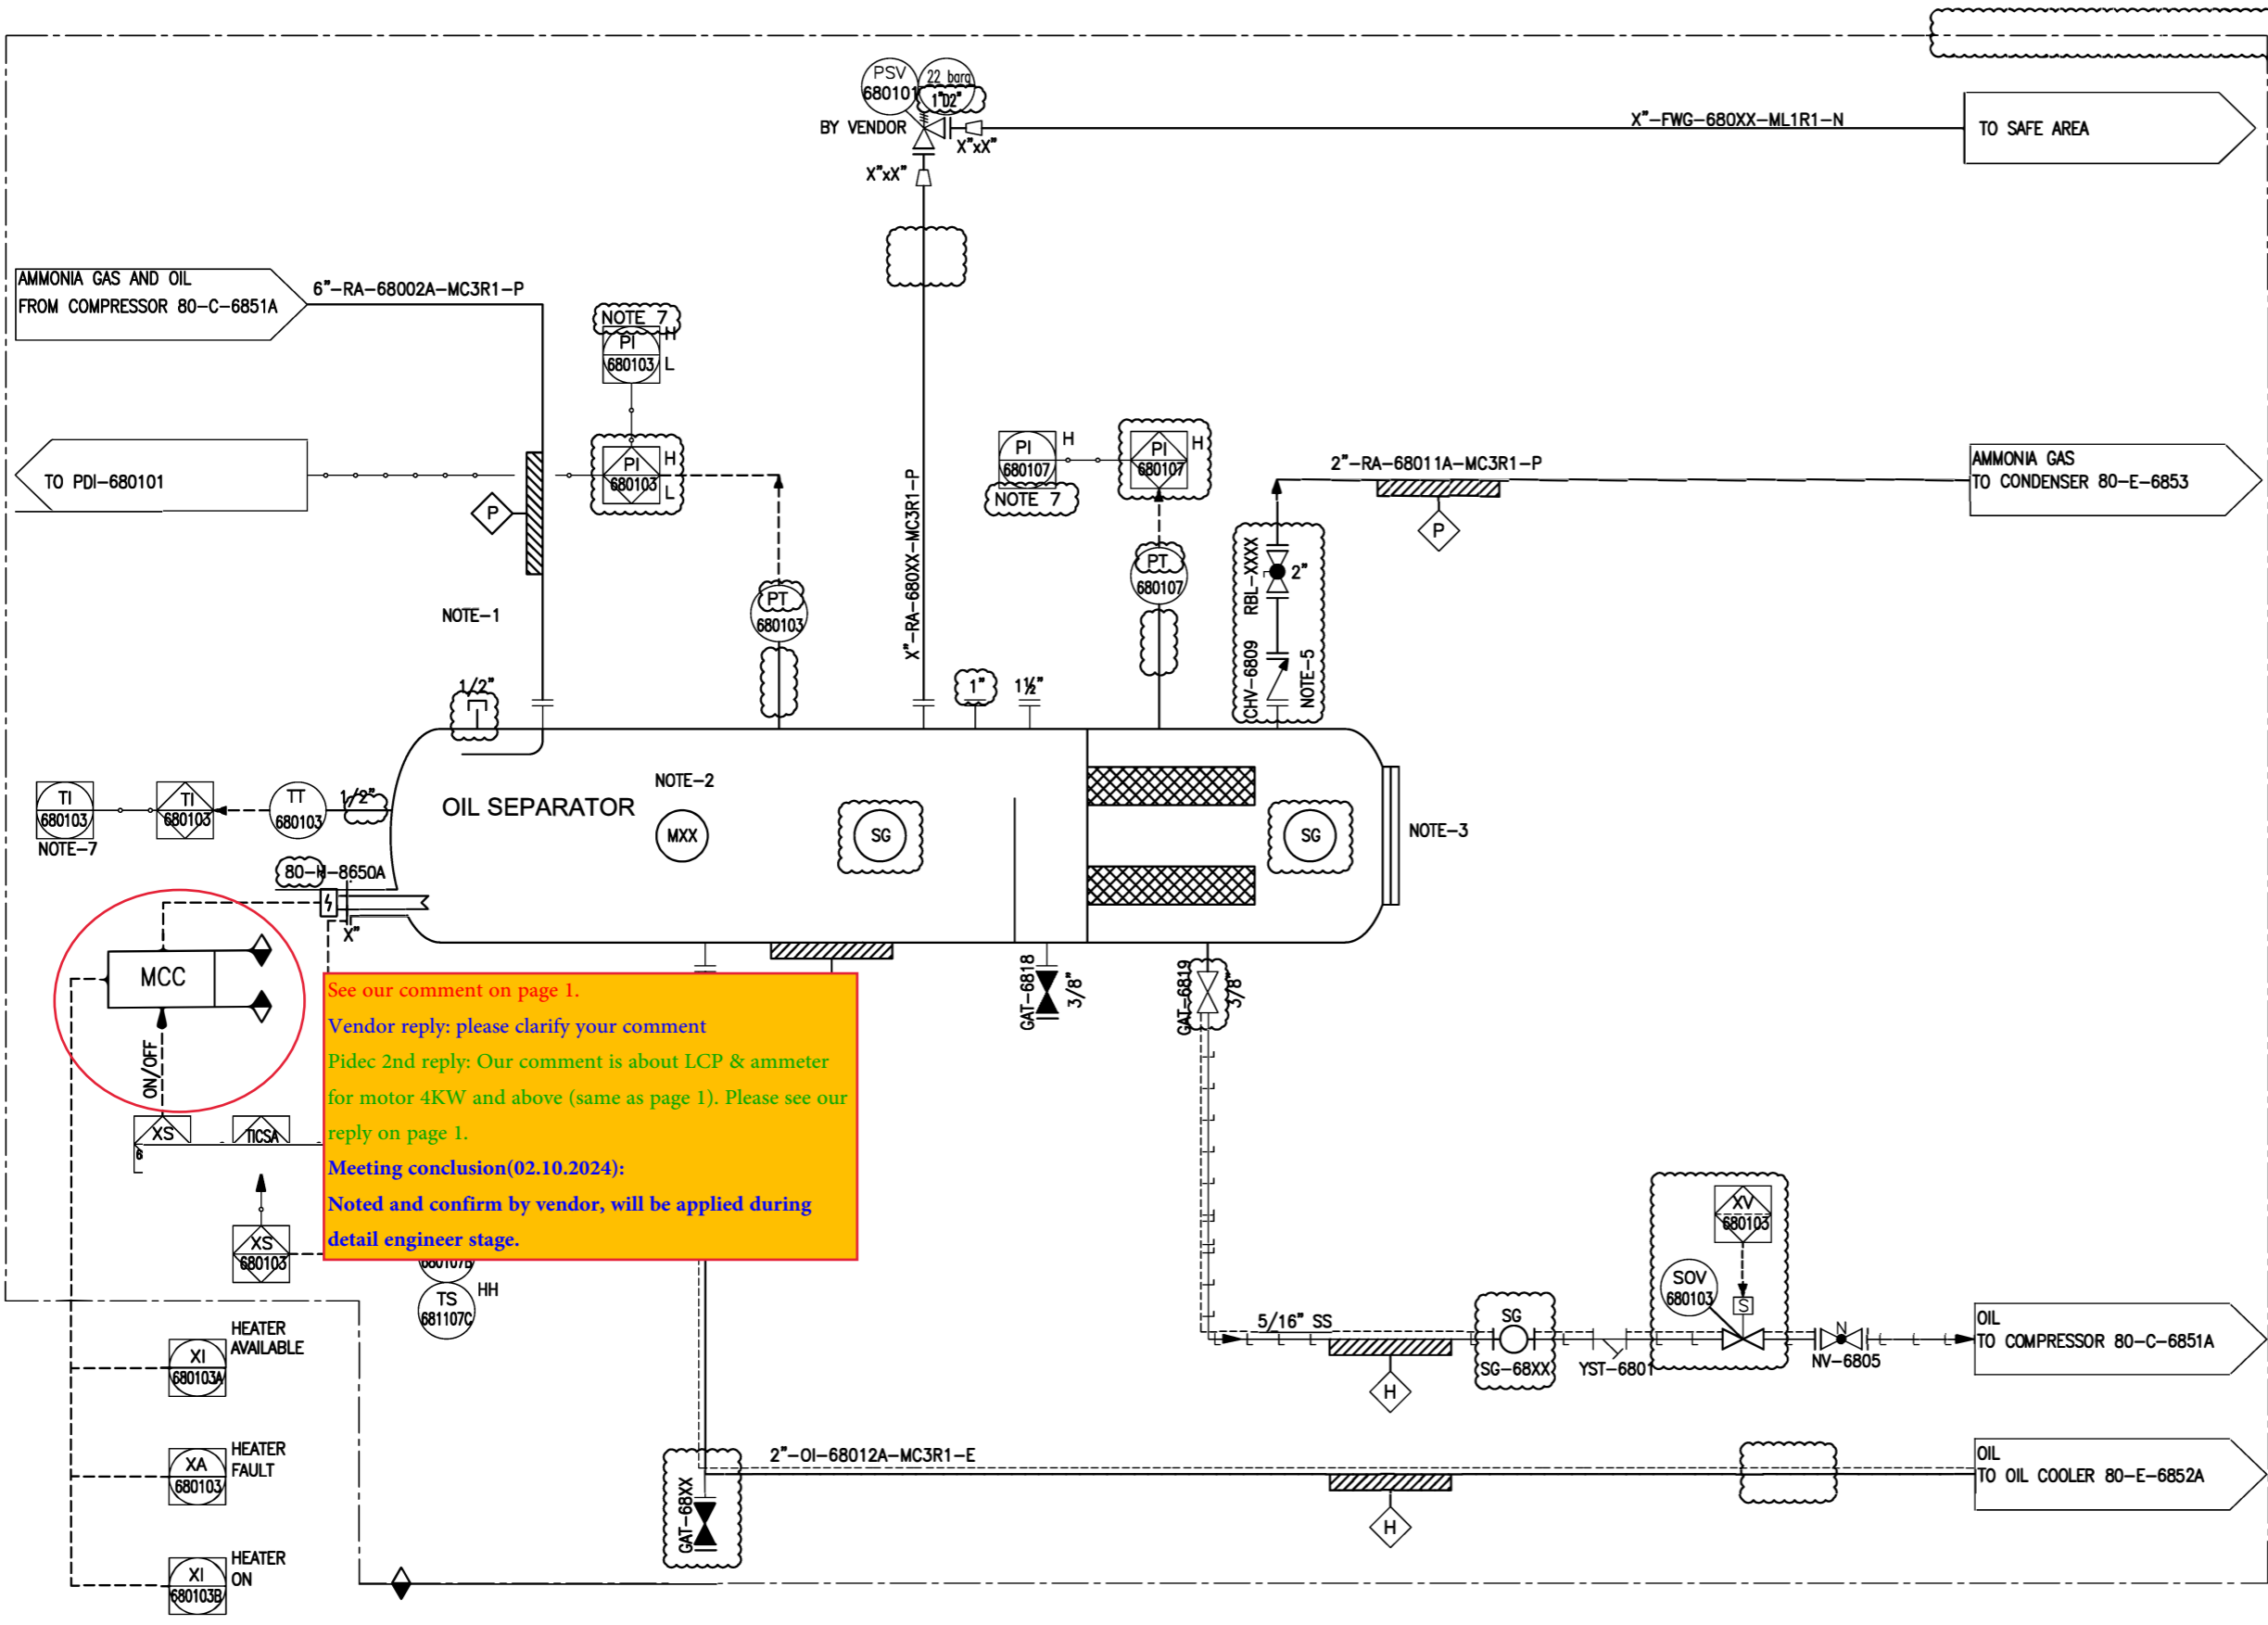 PSV
680101
22 barg
1"D2"
BY VENDOR
X"xX"
X"xX"
X"-FWG-680XX-ML1R1-N
TO SAFE AREA
AMMONIA GAS AND OIL
FROM COMPRESSOR 80-C-6851A
6"-RA-68002A-MC3R1-P
NOTE 7
PI
680103
H
L
TO PDI-680101
P
PI
680103
H
L
PI
680107
H
NOTE 7
PI
680107
H
2"-RA-68011A-MC3R1-P
P
AMMONIA GAS
TO CONDENSER 80-E-6853
X"-RA-680XX-MC3R1-P
PT
680103
PT
680107
RBL-XXXX
2"
CHV-6809
NOTE-5
NOTE-1
1/2"
1"
1½"
TI
680103
NOTE-7
TI
680103
TT
680103
1/2"
OIL SEPARATOR
NOTE-2
MXX
SG
SG
NOTE-3
80-H-8650A
X"
MCC
ON/OFF
GAT-6818
3/8"
GAT-6819
3/8"
See our comment on page 1.
Vendor reply: please clarify your comment
Pidec 2nd reply: Our comment is about LCP & ammeter
for motor 4KW and above (same as page 1). Please see our
reply on page 1.
Meeting conclusion(02.10.2024):
Noted and confirm by vendor, will be applied during
detail engineer stage.
XS
6
TICSA
XS
680103
680107B
TS
681107C
HH
XV
680103
SOV
680103
S
5/16" SS
H
SG
SG-68XX
YST-6801
N
NV-6805
OIL
TO COMPRESSOR 80-C-6851A
HEATER
AVAILABLE
XI
680103A
HEATER
FAULT
XA
680103
HEATER
ON
XI
680103B
GAT-68XX
2"-OI-68012A-MC3R1-E
H
OIL
TO OIL COOLER 80-E-6852A